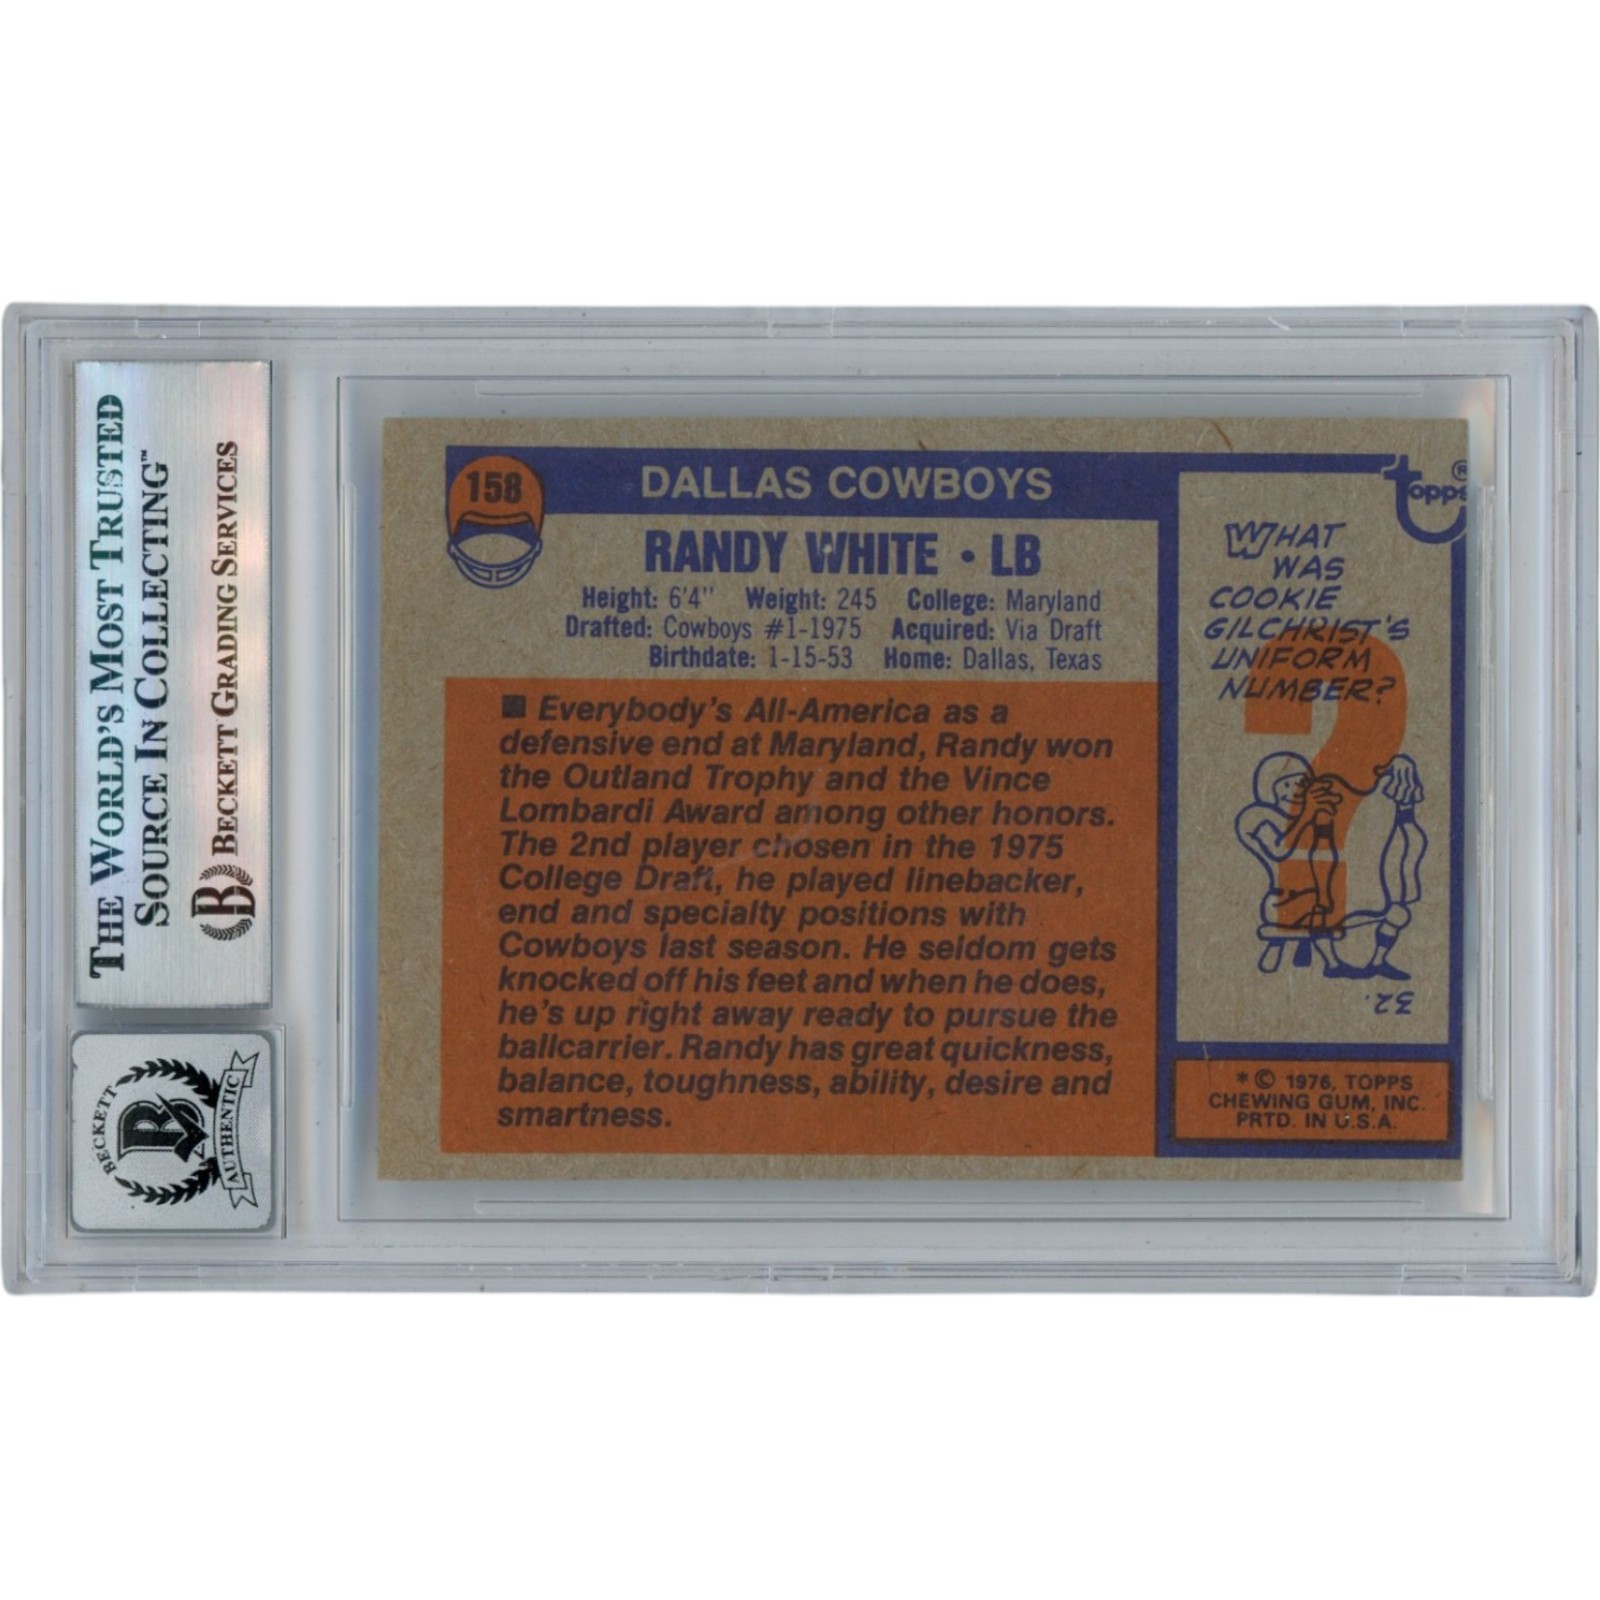 THE WORLD'S MOST TRUSTED
SOURCE IN COLLECTING™
BECKETT GRADING SERVICES
BECKETT
AUTHENTIC
158
DALLAS COWBOYS
RANDY WHITE • LB
Height: 6'4" Weight: 245 College: Maryland
Drafted: Cowboys #1-1975 Acquired: Via Draft
Birthdate: 1-15-53 Home: Dallas, Texas
■ Everybody's All-America as a
defensive end at Maryland, Randy won
the Outland Trophy and the Vince
Lombardi Award among other honors.
The 2nd player chosen in the 1975
College Draft, he played linebacker,
end and specialty positions with
Cowboys last season. He seldom gets
knocked off his feet and when he does,
he's up right away ready to pursue the
ballcarrier. Randy has great quickness,
balance, toughness, ability, desire and
smartness.
topps®
WHAT
WAS
COOKIE
GILCHRIST'S
UNIFORM
NUMBER?
?
32.
* © 1976, TOPPS
CHEWING GUM, INC.
PRTD. IN U.S.A.